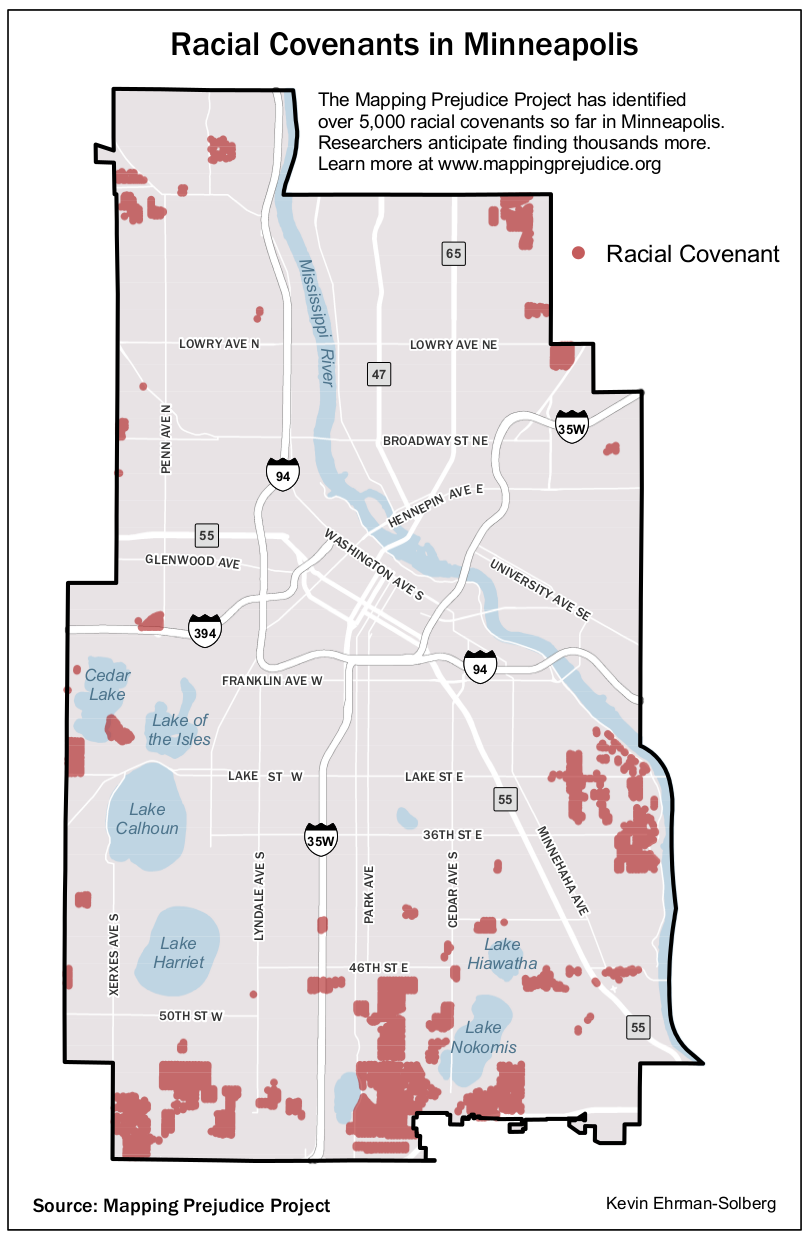 Racial Covenants in Minneapolis
The Mapping Prejudice Project has identified
over 5,000 racial covenants so far in Minneapolis.
Researchers anticipate finding thousands more.
Learn more at www.mappingprejudice.org
Racial Covenant
65
Mississippi River
LOWRY AVE N
LOWRY AVE NE
47
PENN AVE N
35W
BROADWAY ST NE
94
HENNEPIN AVE E
55
WASHINGTON AVE S
GLENWOOD AVE
UNIVERSITY AVE SE
394
94
FRANKLIN AVE W
Cedar
Lake
Lake of
the Isles
LAKE ST W
LAKE ST E
55
Lake
Calhoun
35W
36TH ST E
MINNEHAHA AVE
LYNDALE AVE S
PARK AVE
CEDAR AVE S
XERXES AVE S
Lake
Harriet
Lake
Hiawatha
46TH ST E
50TH ST W
Lake
Nokomis
55
Source: Mapping Prejudice Project
Kevin Ehrman-Solberg